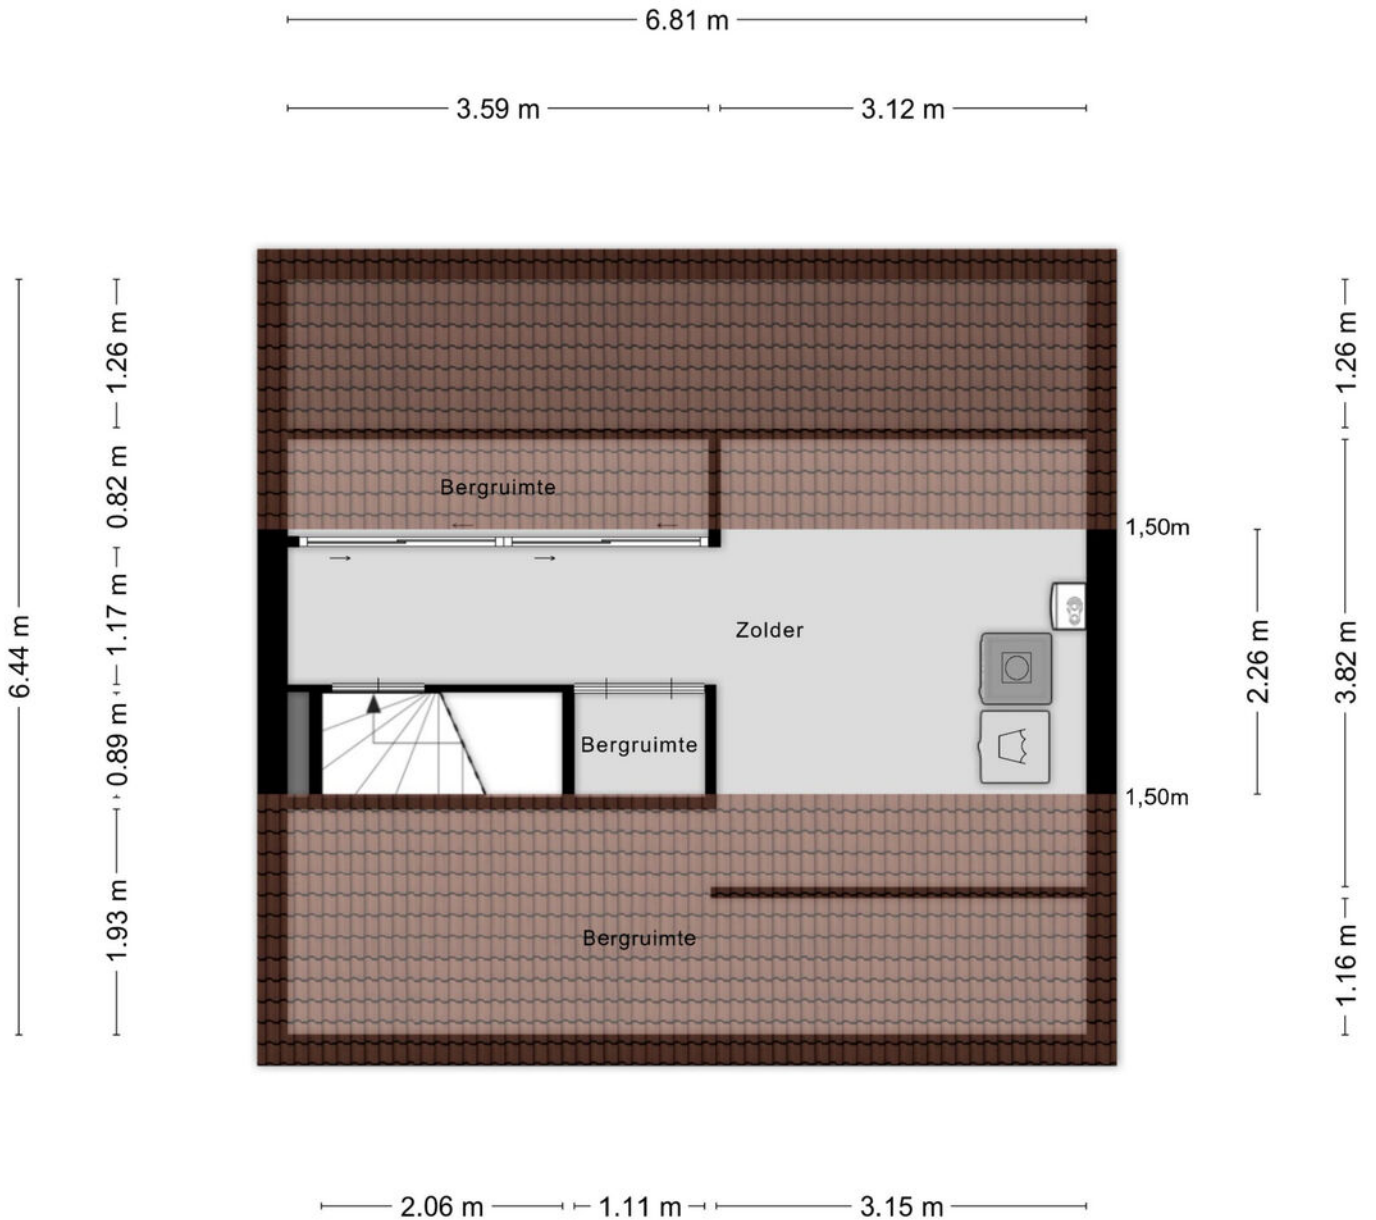 6.81 m
3.59 m
3.12 m
1.26 m
1.26 m
0.82 m
Bergruimte
1,50m
1.17 m
Zolder
6.44 m
2.26 m
3.82 m
0.89 m
Bergruimte
1,50m
1.93 m
Bergruimte
1.16 m
2.06 m
1.11 m
3.15 m